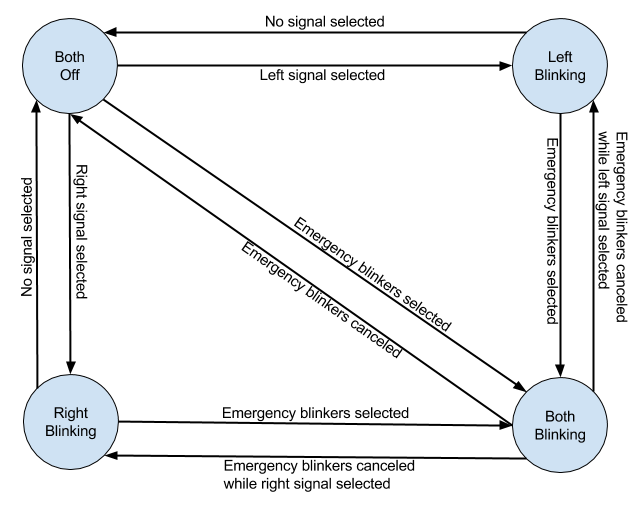 No signal selected
Both
Off
Left
Blinking
Left signal selected
Right signal selected
No signal selected
Emergency blinkers selected
Emergency blinkers canceled
Emergency blinkers selected
Emergency blinkers canceled
while left signal selected
Right
Blinking
Emergency blinkers selected
Both
Blinking
Emergency blinkers canceled
while right signal selected